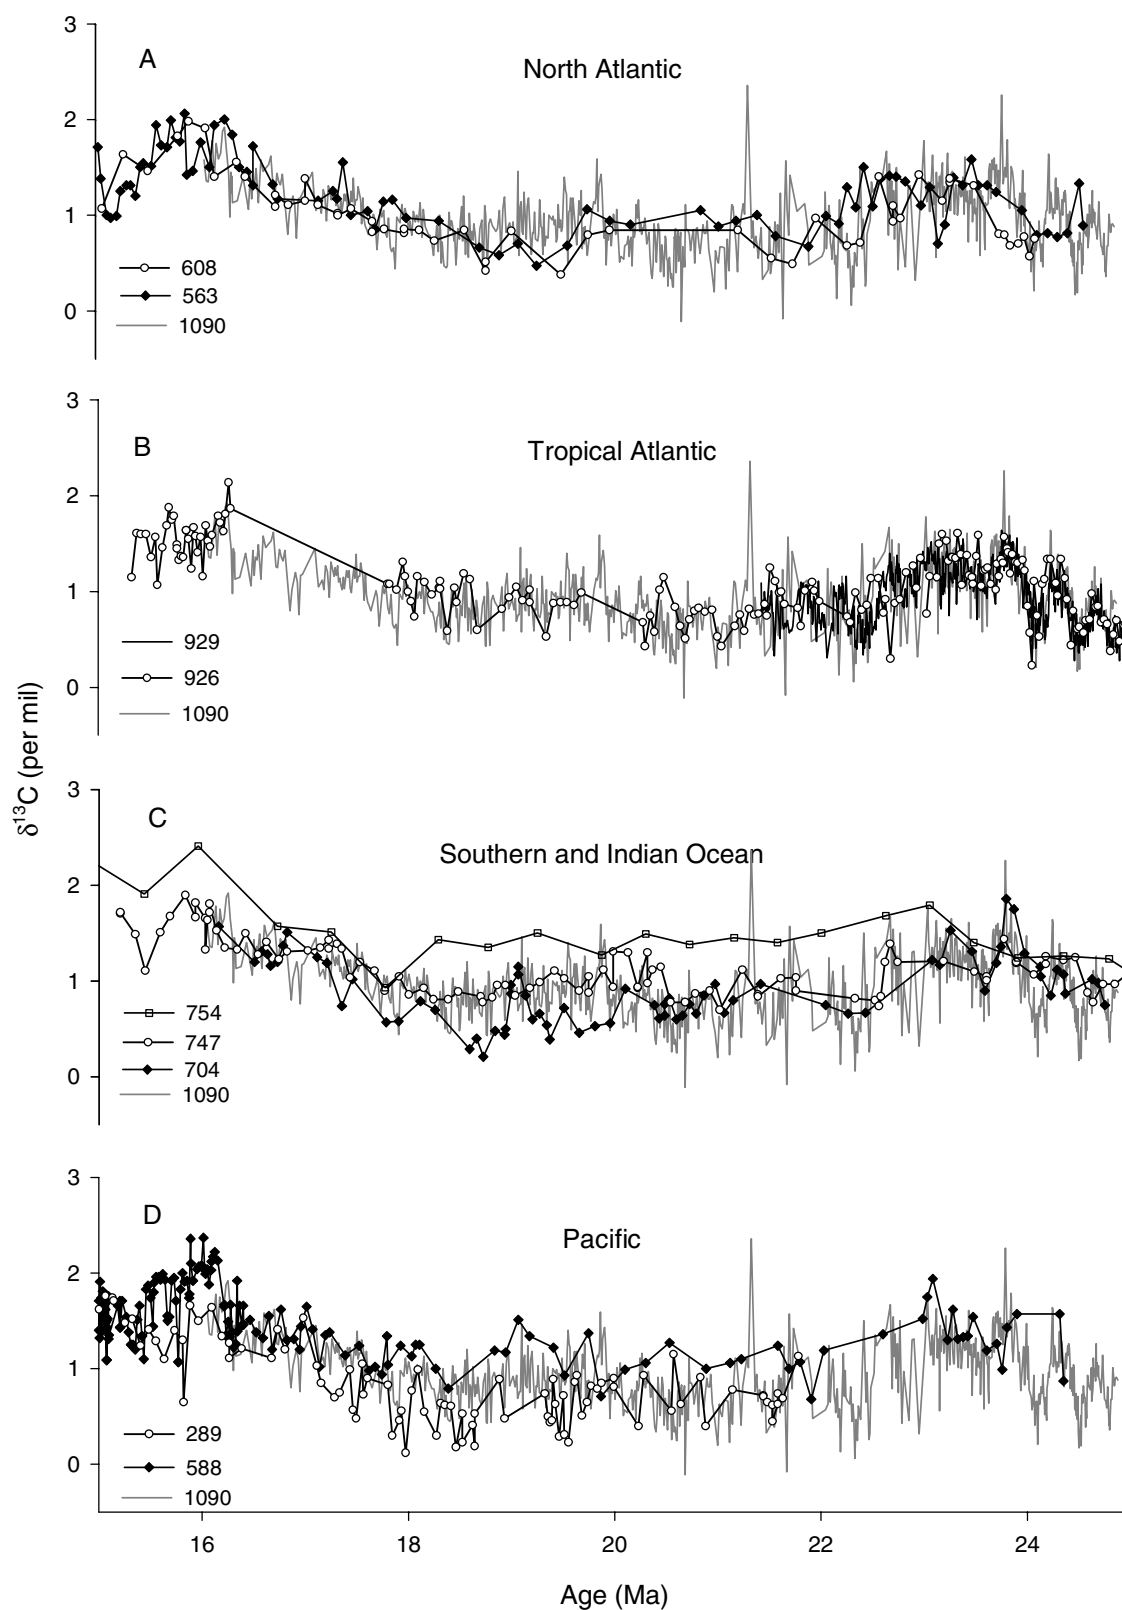 3
A
North Atlantic
2
1
608
563
0
1090
3
B
Tropical Atlantic
2
1
929
926
0
1090
δ13C (per mil)
3
C
Southern and Indian Ocean
2
1
754
747
704
0
1090
3
D
Pacific
2
1
289
0
588
1090
16 18 20 22 24
Age (Ma)